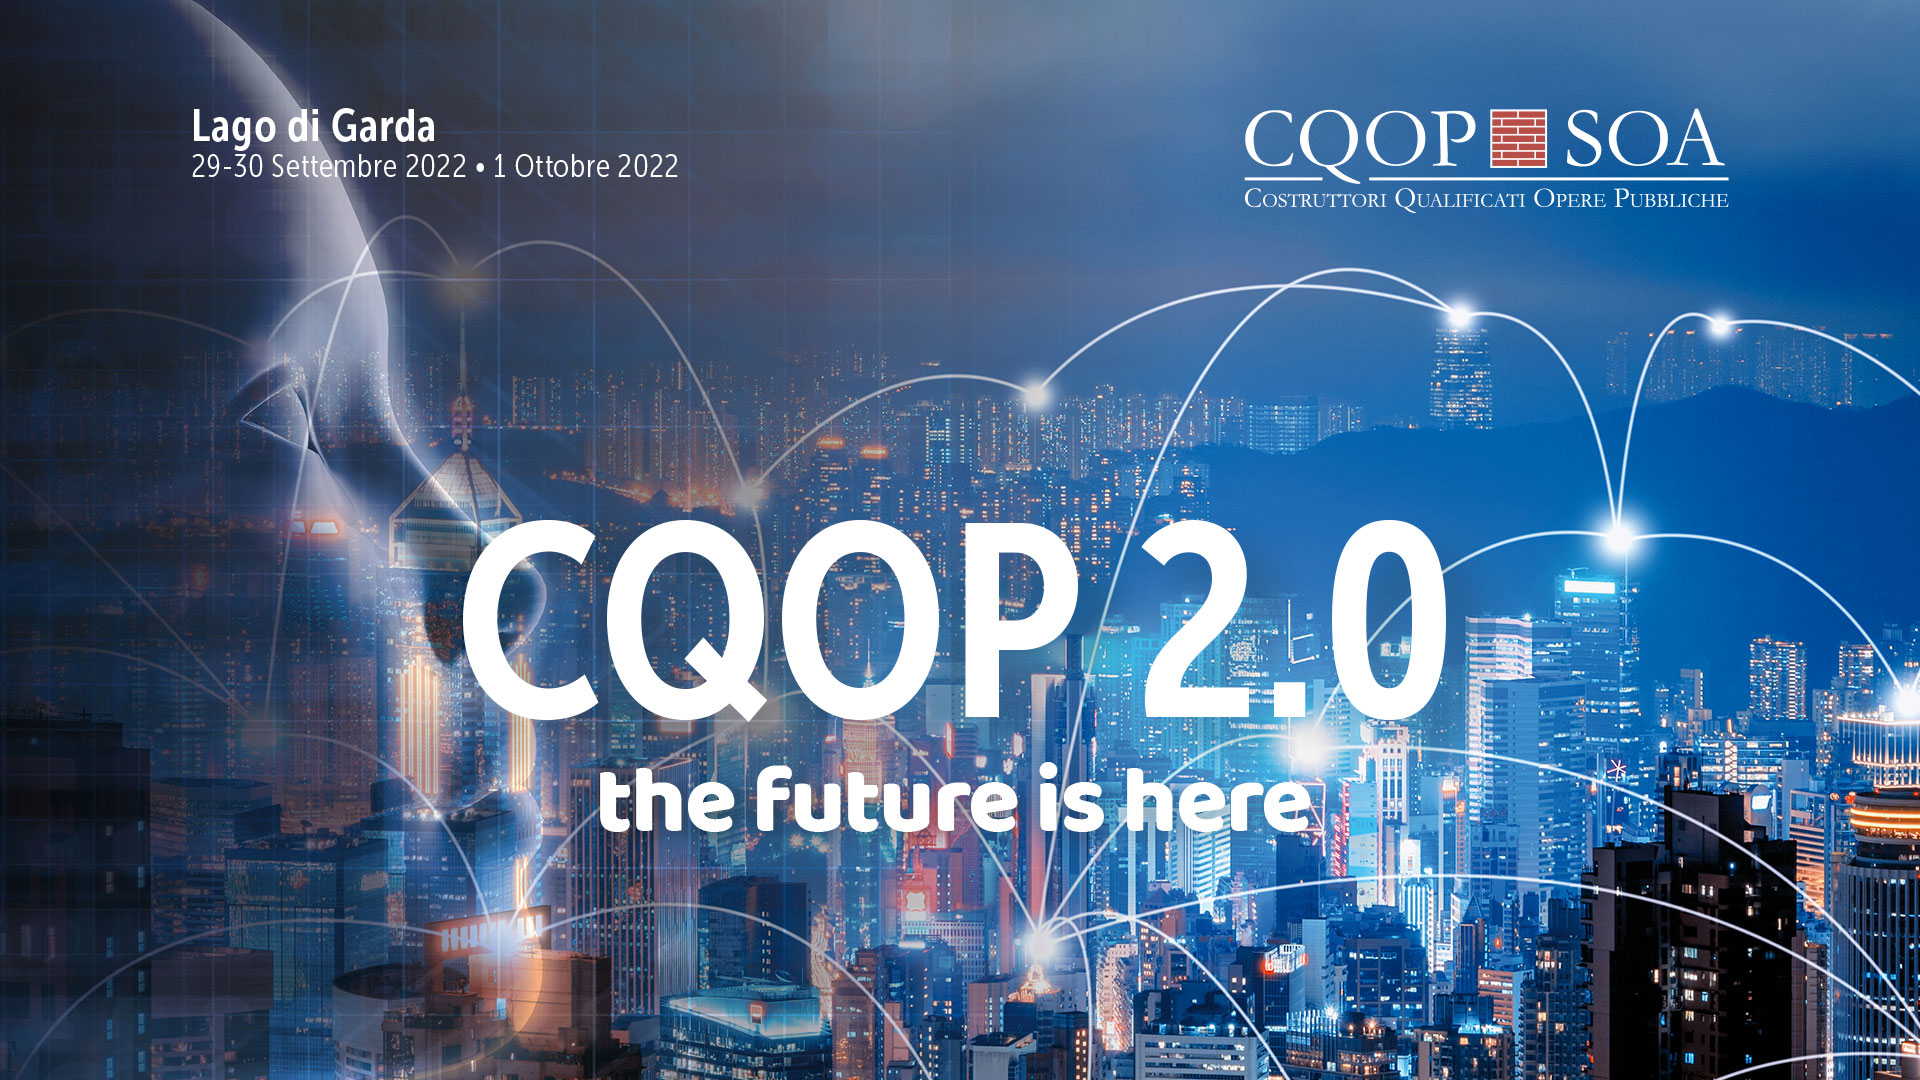 Lago di Garda
29-30 Settembre 2022 • 1 Ottobre 2022
CQOP SOA
Costruttori Qualificati Opere Pubbliche
CQOP 2.0
the future is here